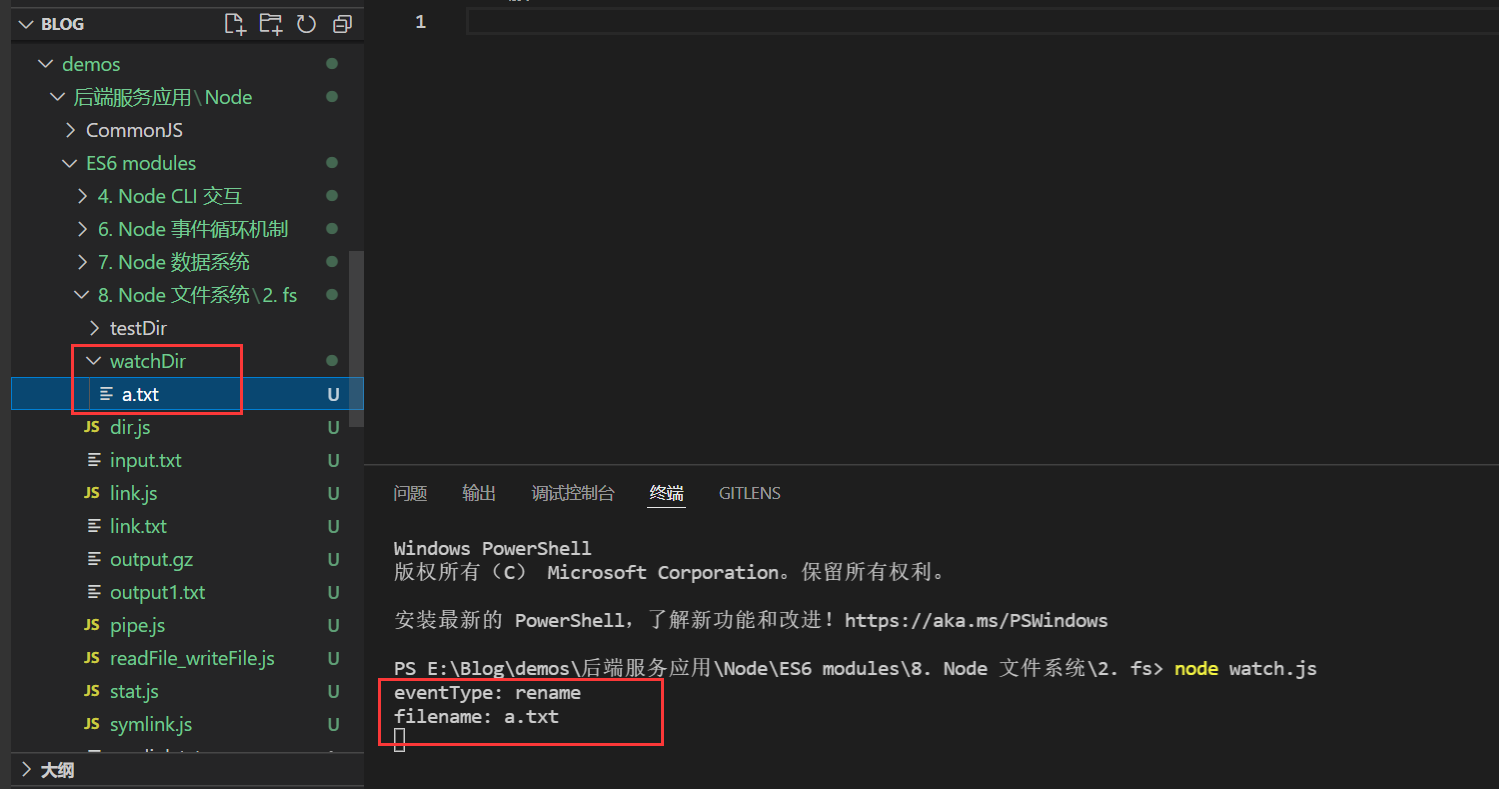 BLOG
demos
后端服务应用\Node
CommonJS
ES6 modules
4. Node CLI 交互
6. Node 事件循环机制
7. Node 数据系统
8. Node 文件系统\2. fs
testDir
watchDir
a.txt U
JS dir.js U
input.txt U
JS link.js U
link.txt U
output.gz U
output1.txt U
JS pipe.js U
JS readFile_writeFile.js U
JS stat.js U
JS symlink.js U
大纲
1
问题 输出 调试控制台 终端 GITLENS
Windows PowerShell
版权所有（C） Microsoft Corporation。保留所有权利。
安装最新的 PowerShell，了解新功能和改进！https://aka.ms/PSWindows
PS E:\Blog\demos\后端服务应用\Node\ES6 modules\8. Node 文件系统\2. fs> node watch.js
eventType: rename
filename: a.txt